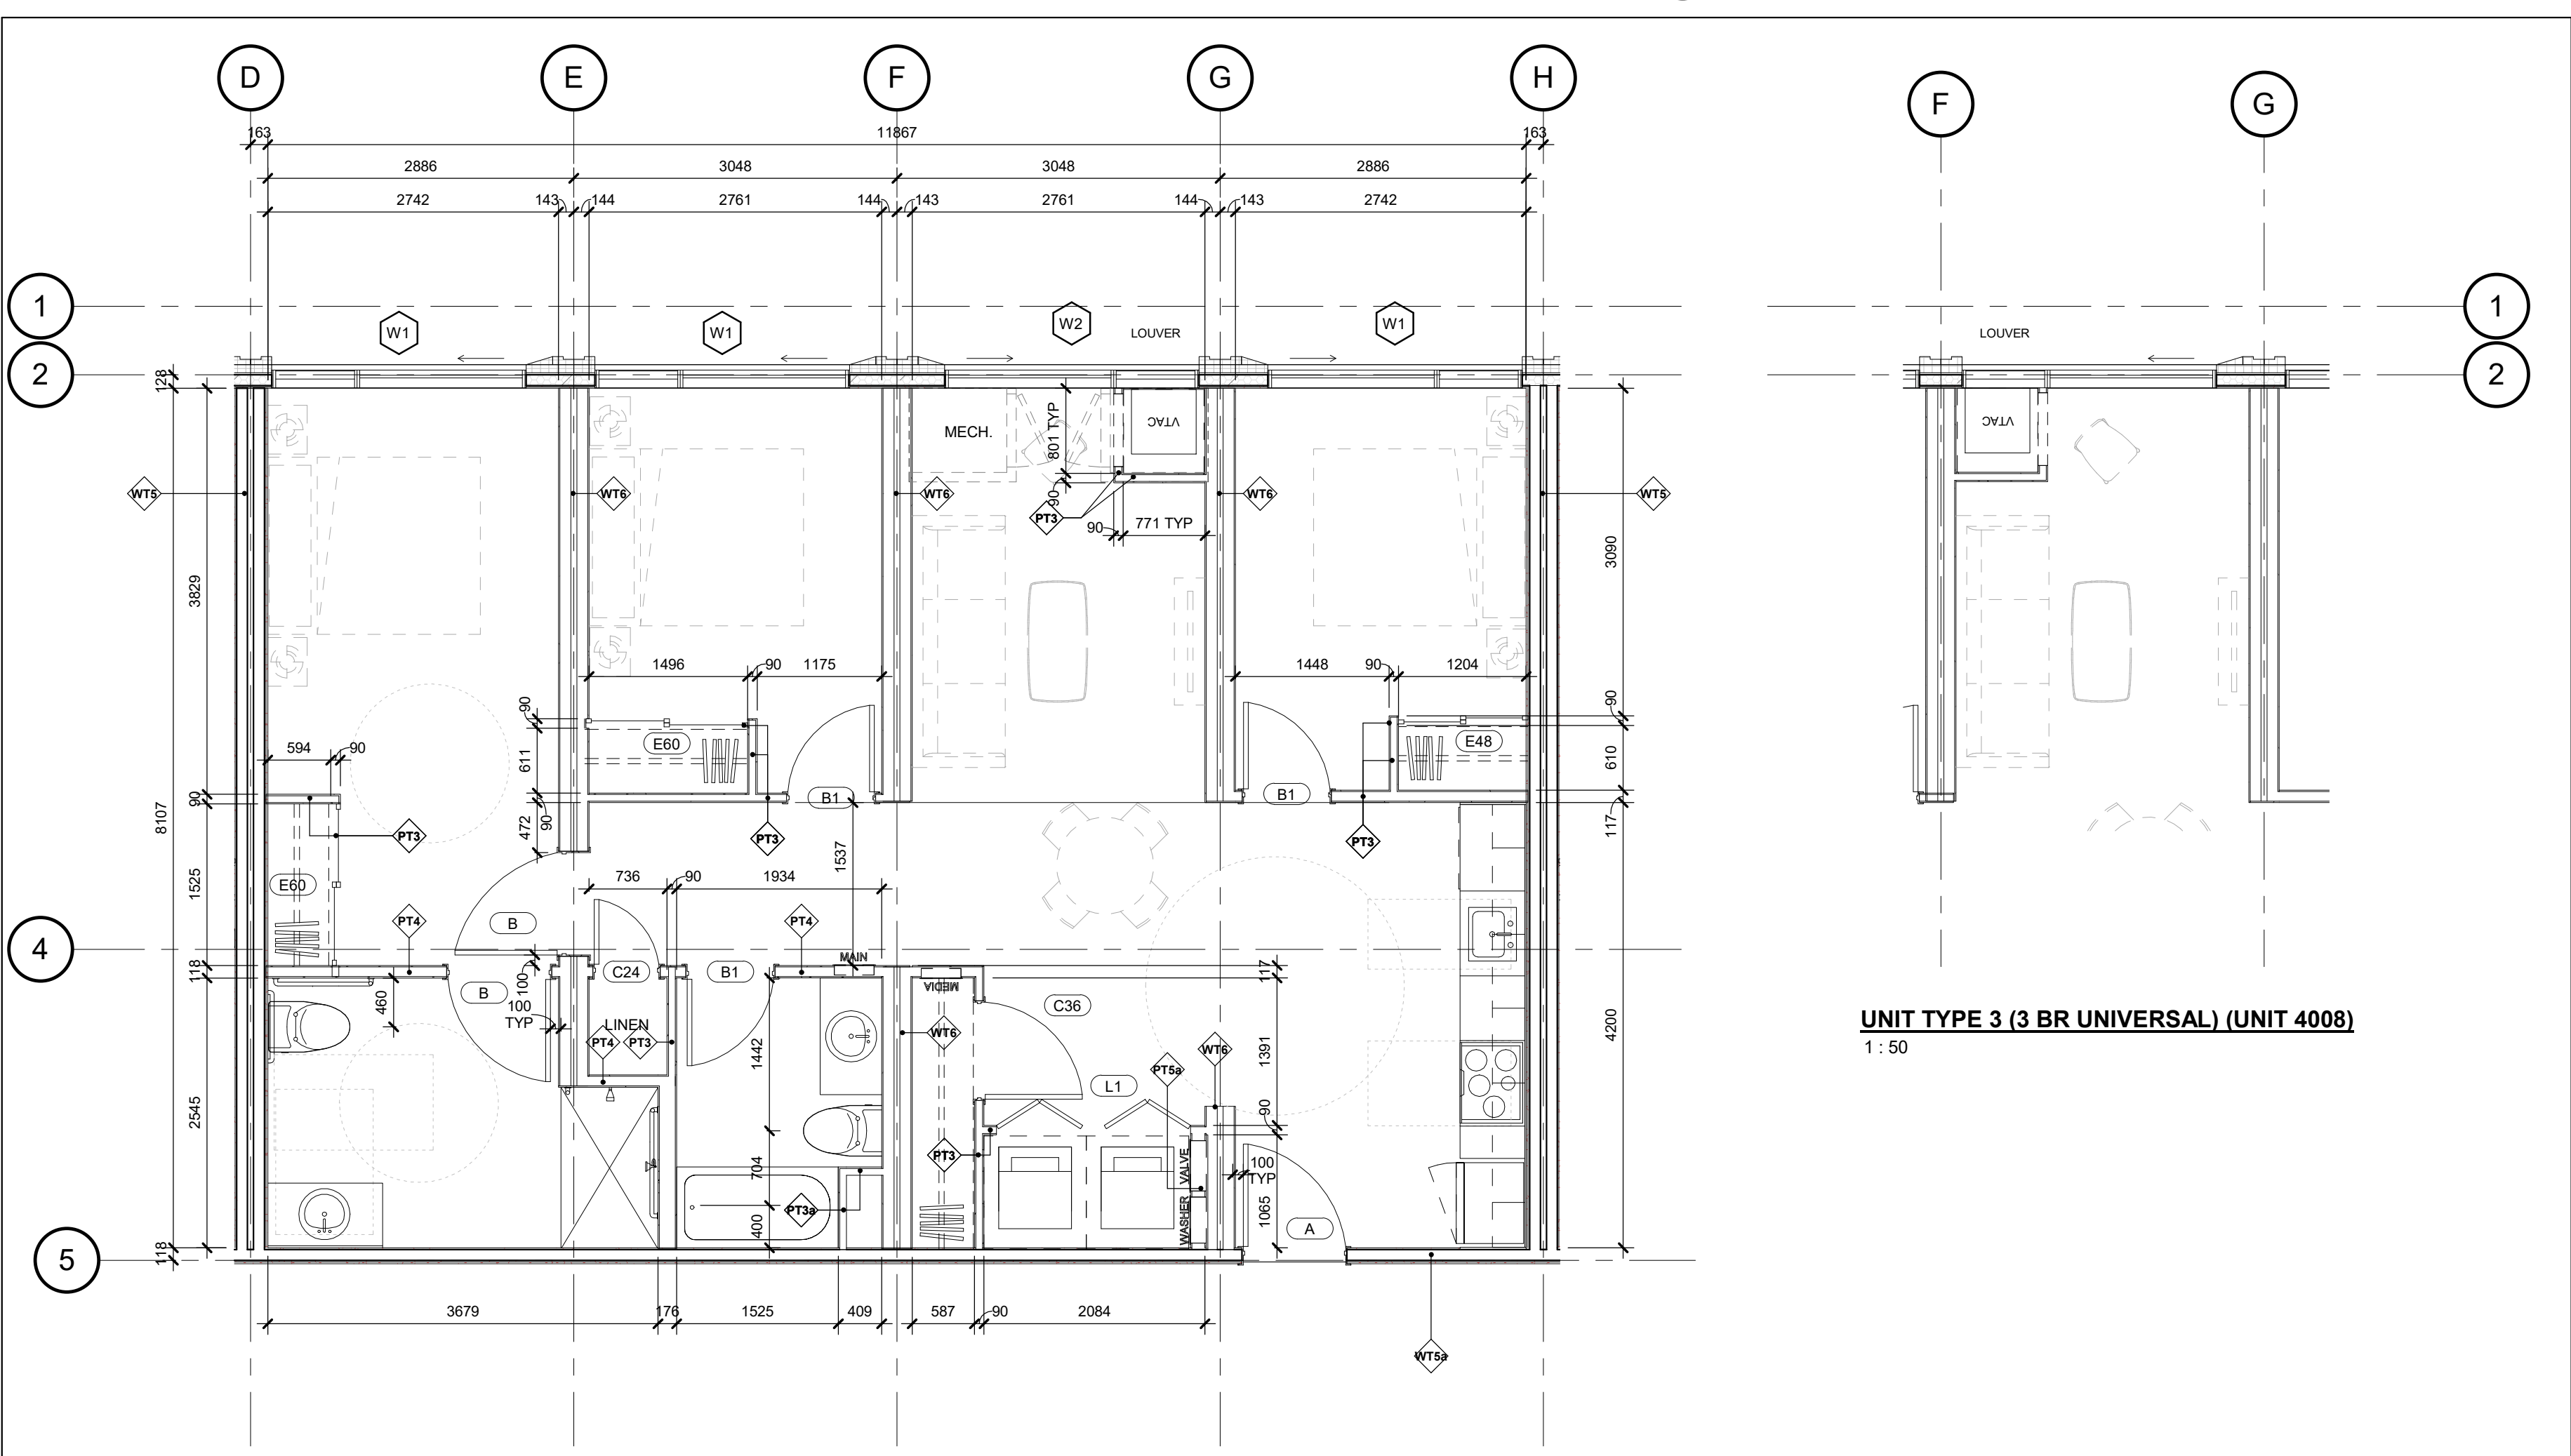 D E F G H F G
163 11867 163
2886 3048 3048 2886
2742 143 144 2761 144 143 2761 144 143 2742
1 1
W1 W1 W2 LOUVER W1 LOUVER
2 2
128
801 TYP VTAC VTAC
MECH.
WT5 WT6 WT6 WT6 WT5
90 PT3 90 771 TYP
3829 3090
1496 90 1175 1448 90 1204
90 90
594 90 611 E60 E48 610
90 B1 B1
8107 472 90 117
PT3 PT3 1537 PT3
1525 E60 736 90 1934
PT4 B PT4
4
MAIN
118 C24 B1 117
460 B 100 MEDIA C36
100
TYP
LINEN
PT4 PT3 WT6 WT6
UNIT TYPE 3 (3 BR UNIVERSAL) (UNIT 4008)
1 : 50
4200
1442 1391 PT5a
L1
2545 90
704 PT3 WASHER VALVE 100
TYP
PT3a
400 1065 A
118
5
3679 176 1525 409 587 90 2084
WT5a